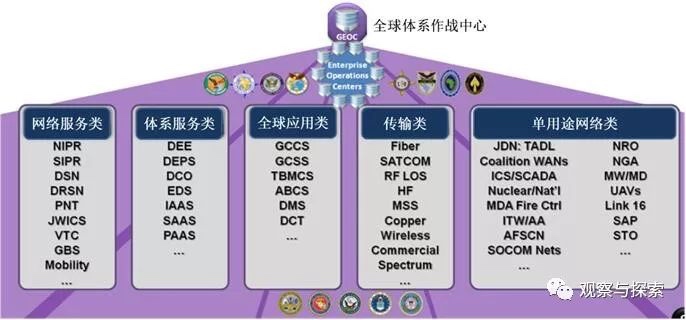 全球体系作战中心
GEOC
Enterprise
Operations
Centers
网络服务类
NIPR
SIPR
DSN
DRSN
PNT
JWICS
VTC
GBS
Mobility
...
体系服务类
DEE
DEPS
DCO
EDS
IAAS
SAAS
PAAS
...
全球应用类
GCCS
GCSS
TBMCS
ABCS
DMS
DCT
...
传输类
Fiber
SATCOM
RF LOS
HF
MSS
Copper
Wireless
Commercial
Spectrum
...
单用途网络类
JDN: TADL
Coalition WANs
ICS/SCADA
Nuclear/Nat'l
MDA Fire Ctrl
ITW/AA
AFSCN
SOCOM Nets
...
NRO
NGA
MW/MD
UAVs
Link 16
SAP
STO
...
观察与探索